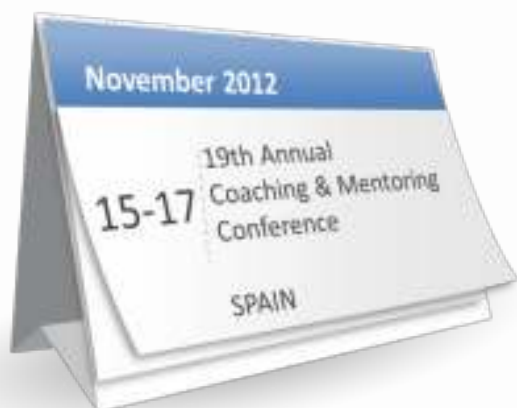 November 2012
15-17
19th Annual
Coaching & Mentoring
Conference
SPAIN